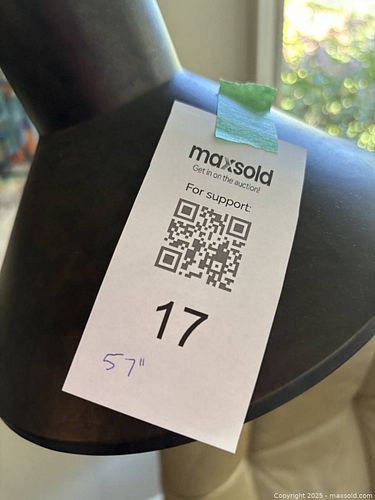 maxsold
Get in on the auction!
For support:
17
57"
Copyright 2025 - maxsold.com